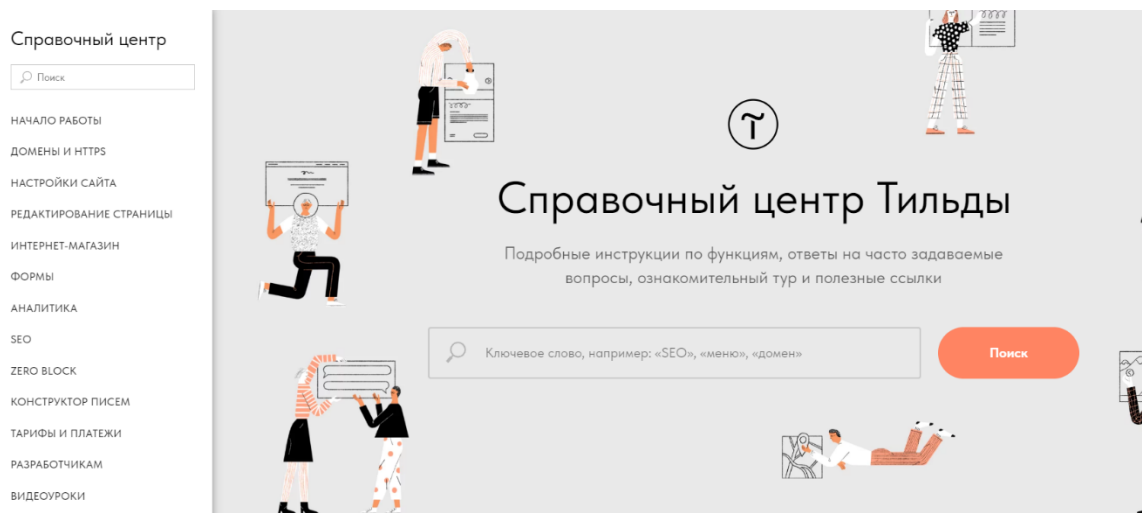 Справочный центр
Поиск
НАЧАЛО РАБОТЫ
ДОМЕНЫ И HTTPS
НАСТРОЙКИ САЙТА
РЕДАКТИРОВАНИЕ СТРАНИЦЫ
ИНТЕРНЕТ-МАГАЗИН
ФОРМЫ
АНАЛИТИКА
SEO
ZERO BLOCK
КОНСТРУКТОР ПИСЕМ
ТАРИФЫ И ПЛАТЕЖИ
РАЗРАБОТЧИКАМ
ВИДЕОУРОКИ
Справочный центр Тильды
Подробные инструкции по функциям, ответы на часто задаваемые
вопросы, ознакомительный тур и полезные ссылки
Ключевое слово, например: «SEO», «меню», «домен»
Поиск